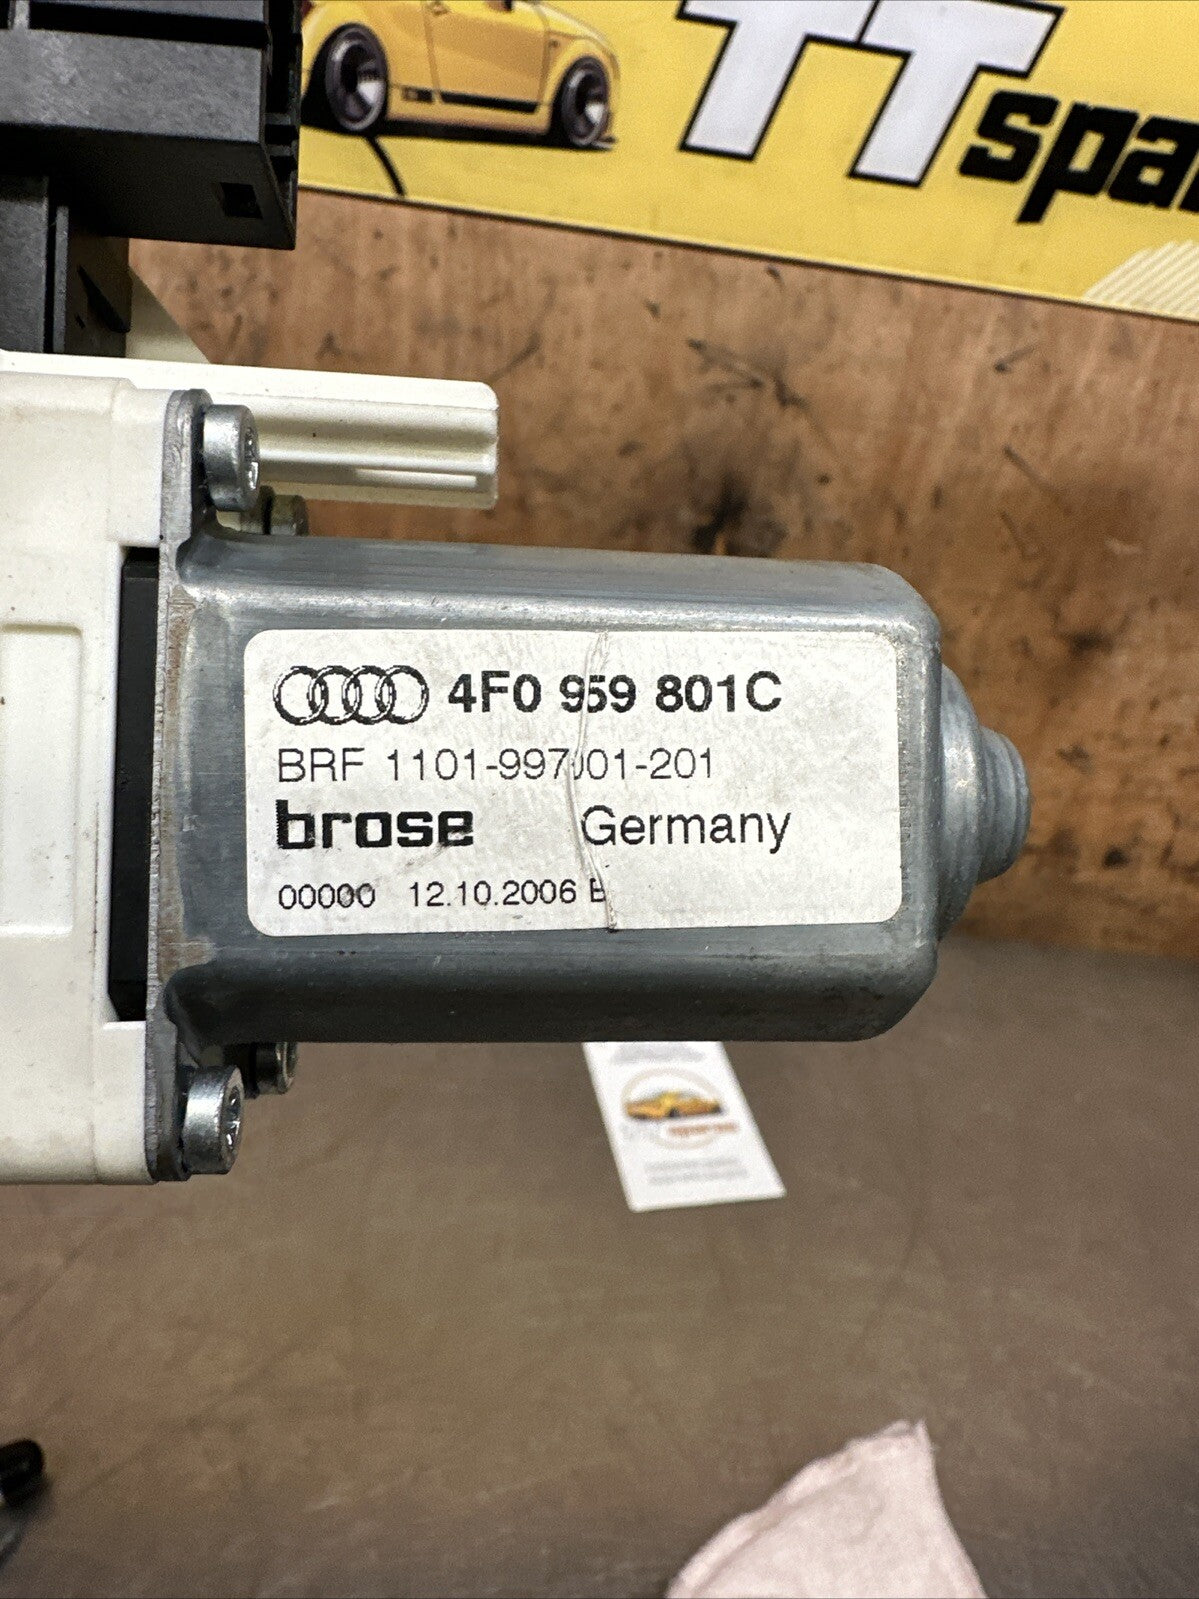 TT
4F0 959 801C
BRF 1101-997001-201
brose Germany
00000 12.10.2006